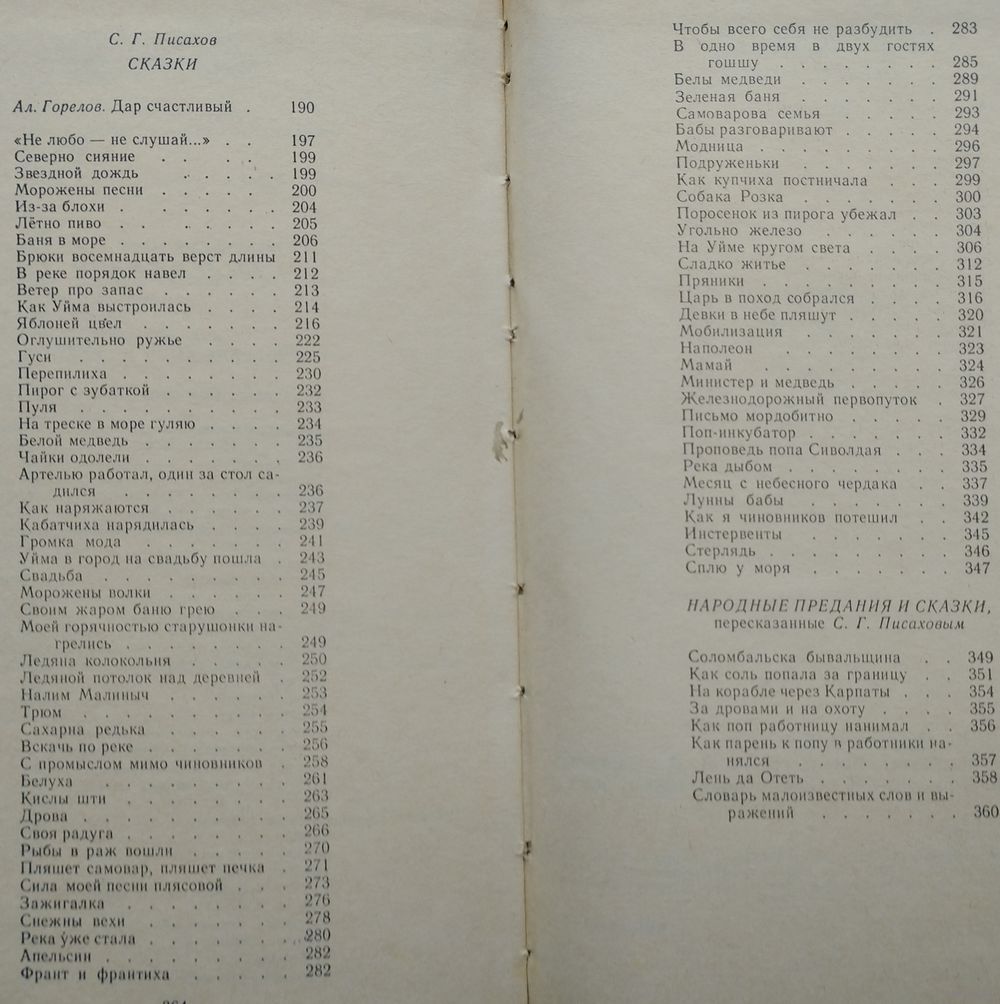 С. Г. Писахов
СКАЗКИ
Ал. Горелов. Дар счастливый . 190
«Не любо — не слушай...» . . 197
Северно сияние . . . . 199
Звездной дождь . . . . . 199
Морожены песни . . . . . 200
Из-за блохи . . . . . . . 204
Лётно пиво . . . . . . . 205
Баня в море . . . . . . . 206
Брюки восемнадцать верст длины 211
В реке порядок навел . . . . 212
Ветер про запас . . . . . . 213
Как Уйма выстроилась . . . . 214
Яблоней цвел . . . . . . . 216
Оглушительно ружье . . . . 222
Гуси . . . . . . . . . . 225
Перепилиха . . . . . . . . 230
Пирог с зубаткой . . . . . . 232
Пуля . . . . . . . . . . 233
На треске в море гуляю . . . . 234
Белой медведь . . . . . . . 235
Чайки одолели . . . . . . . 236
Артелью работал, один за стол са-
дился . . . . . . . . 236
Как наряжаются . . . . . . 237
Кабатчиха нарядилась . . . . 239
Громка мода . . . . . . . 241
Уйма в город на свадьбу пошла . 243
Свадьба . . . . . . . . . 245
Морожены волки . . . . . . 247
Своим жаром баню грею . . . 249
Моей горячностью старушонки на-
грелись . . . . . . . 249
Ледяна колокольня . . . . . 250
Ледяной потолок над деревней . 252
Налим Малиныч . . . . . . 253
Трюм . . . . . . . . . . 254
Сахарна редька . . . . . . 255
Вскачь по реке . . . . . . . 256
С промыслом мимо чиновников . 258
Белуха . . . . . . . . . 261
Кислы шти . . . . . . . . 263
Дрова . . . . . . . . . . 265
Своя радуга . . . . . . . . 266
Рыбы в раж вошли . . . . . 270
Пляшет самовар, пляшет печка . 271
Сила моей песни плясовой . . . 273
Зажигалка . . . . . . . . 276
Снежны вехи . . . . . . . 278
Река уже стала . . . . . . . 280
Апельсин . . . . . . . . . 282
Франт и франтиха . . . . . 282
Чтобы всего себя не разбудить . 283
В одно время в двух гостях
гошшу . . . . . . . 285
Белы медведи . . . . . . . 289
Зеленая баня . . . . . . . 291
Самоварова семья . . . . . 293
Бабы разговаривают . . . . . 294
Модница . . . . . . . . . 296
Подруженьки . . . . . . . 297
Как купчиха постничала . . . 299
Собака Розка . . . . . . . 300
Поросенок из пирога убежал . . 303
Угольно железо . . . . . . 304
На Уйме кругом света . . . . 306
Сладко житье . . . . . . . 312
Пряники . . . . . . . . . 315
Царь в поход собрался . . . . 316
Девки в небе пляшут . . . . . 320
Мобилизация . . . . . . . 321
Наполеон . . . . . . . . 323
Мамай . . . . . . . . . 324
Министер и медведь . . . . . 326
Железнодорожный первопуток . 327
Письмо мордобитно . . . . . 329
Поп-инкубатор . . . . . . . 332
Проповедь попа Сиволдая . . . 334
Река дыбом . . . . . . . . 335
Месяц с небесного чердака . . 337
Лунны бабы . . . . . . . 339
Как я чиновников потешил . . 342
Инстервенты . . . . . . . 345
Стерлядь . . . . . . . . . 346
Сплю у моря . . . . . . . 347
НАРОДНЫЕ ПРЕДАНИЯ И СКАЗКИ,
пересказанные С. Г. Писаховым
Соломбальска бывальщина . . 349
Как соль попала за границу . . 351
На корабле через Карпаты . . . 354
За дровами и на охоту . . . . 355
Как поп работницу нанимал . . 356
Как парень к попу в работники на-
нялся . . . . . . . . 357
Лень да Отеть . . . . . . . 358
Словарь малоизвестных слов и вы-
ражений . . . . . . . 360